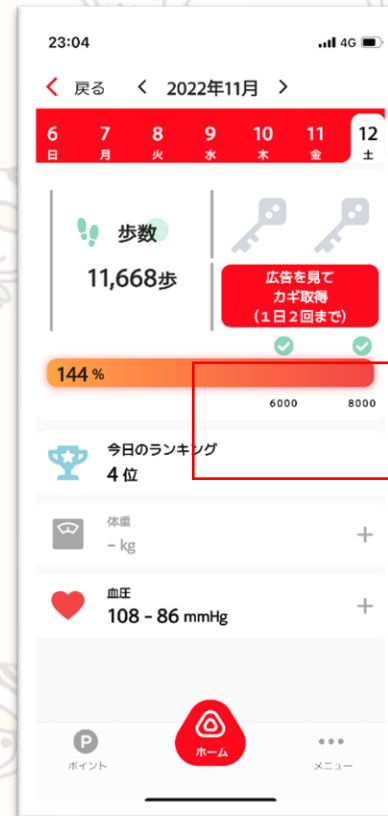 23:04
4G
戻る
2022年11月
6 7 8 9 10 11 12
日 月 火 水 木 金 土
歩数
11,668歩
広告を見て
カギ取得
(1日2回まで)
144 %
6000 8000
今日のランキング
4 位
体重
- kg
血圧
108 - 86 mmHg
P
ポイント
ホーム
メニュー